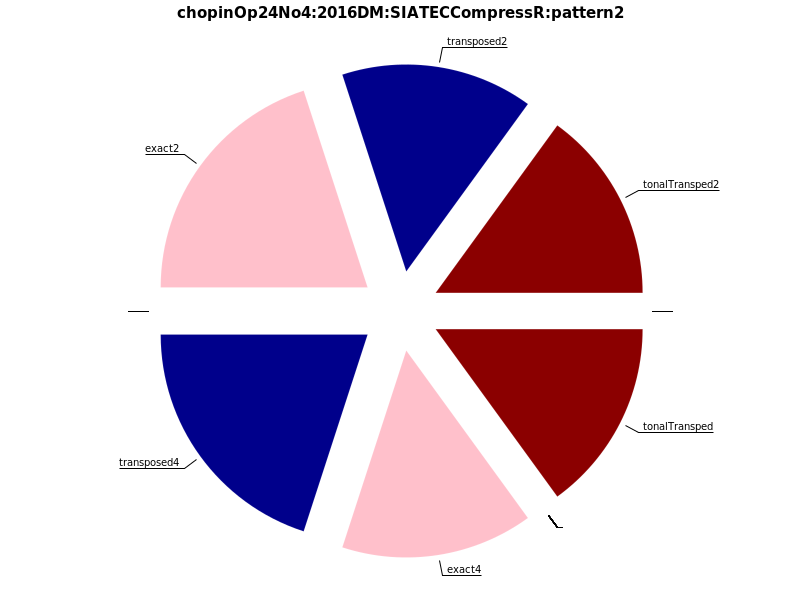 chopinOp24No4:2016DM:SIATECCompressR:pattern2
transposed2
exact2
tonalTransped2
tonalTransped
transposed4
exact4